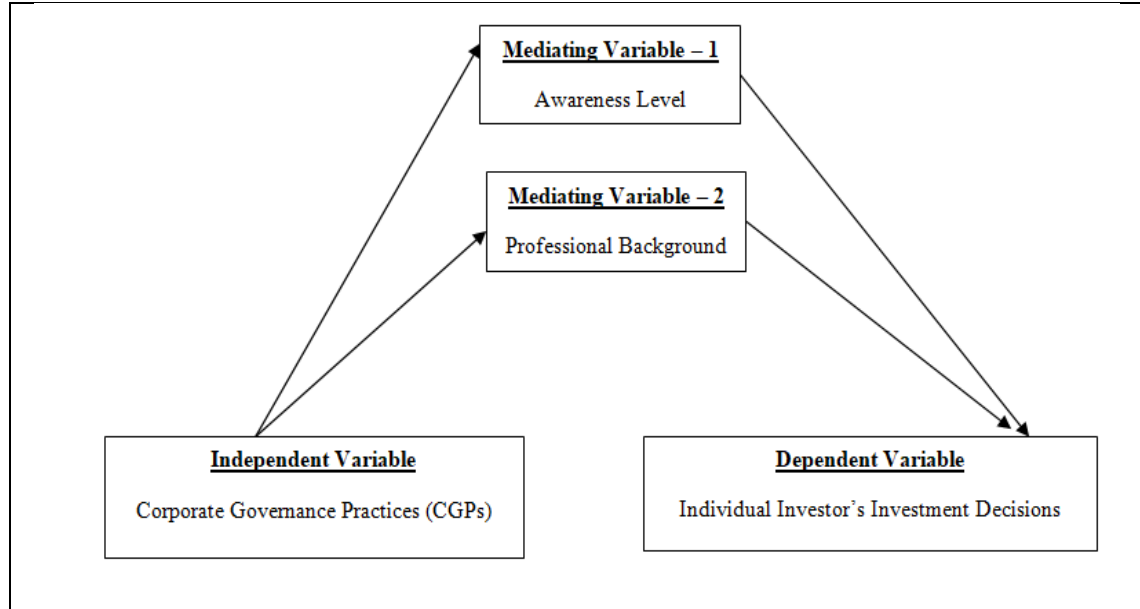 Mediating Variable – 1
Awareness Level
Mediating Variable – 2
Professional Background
Independent Variable
Corporate Governance Practices (CGPs)
Dependent Variable
Individual Investor’s Investment Decisions